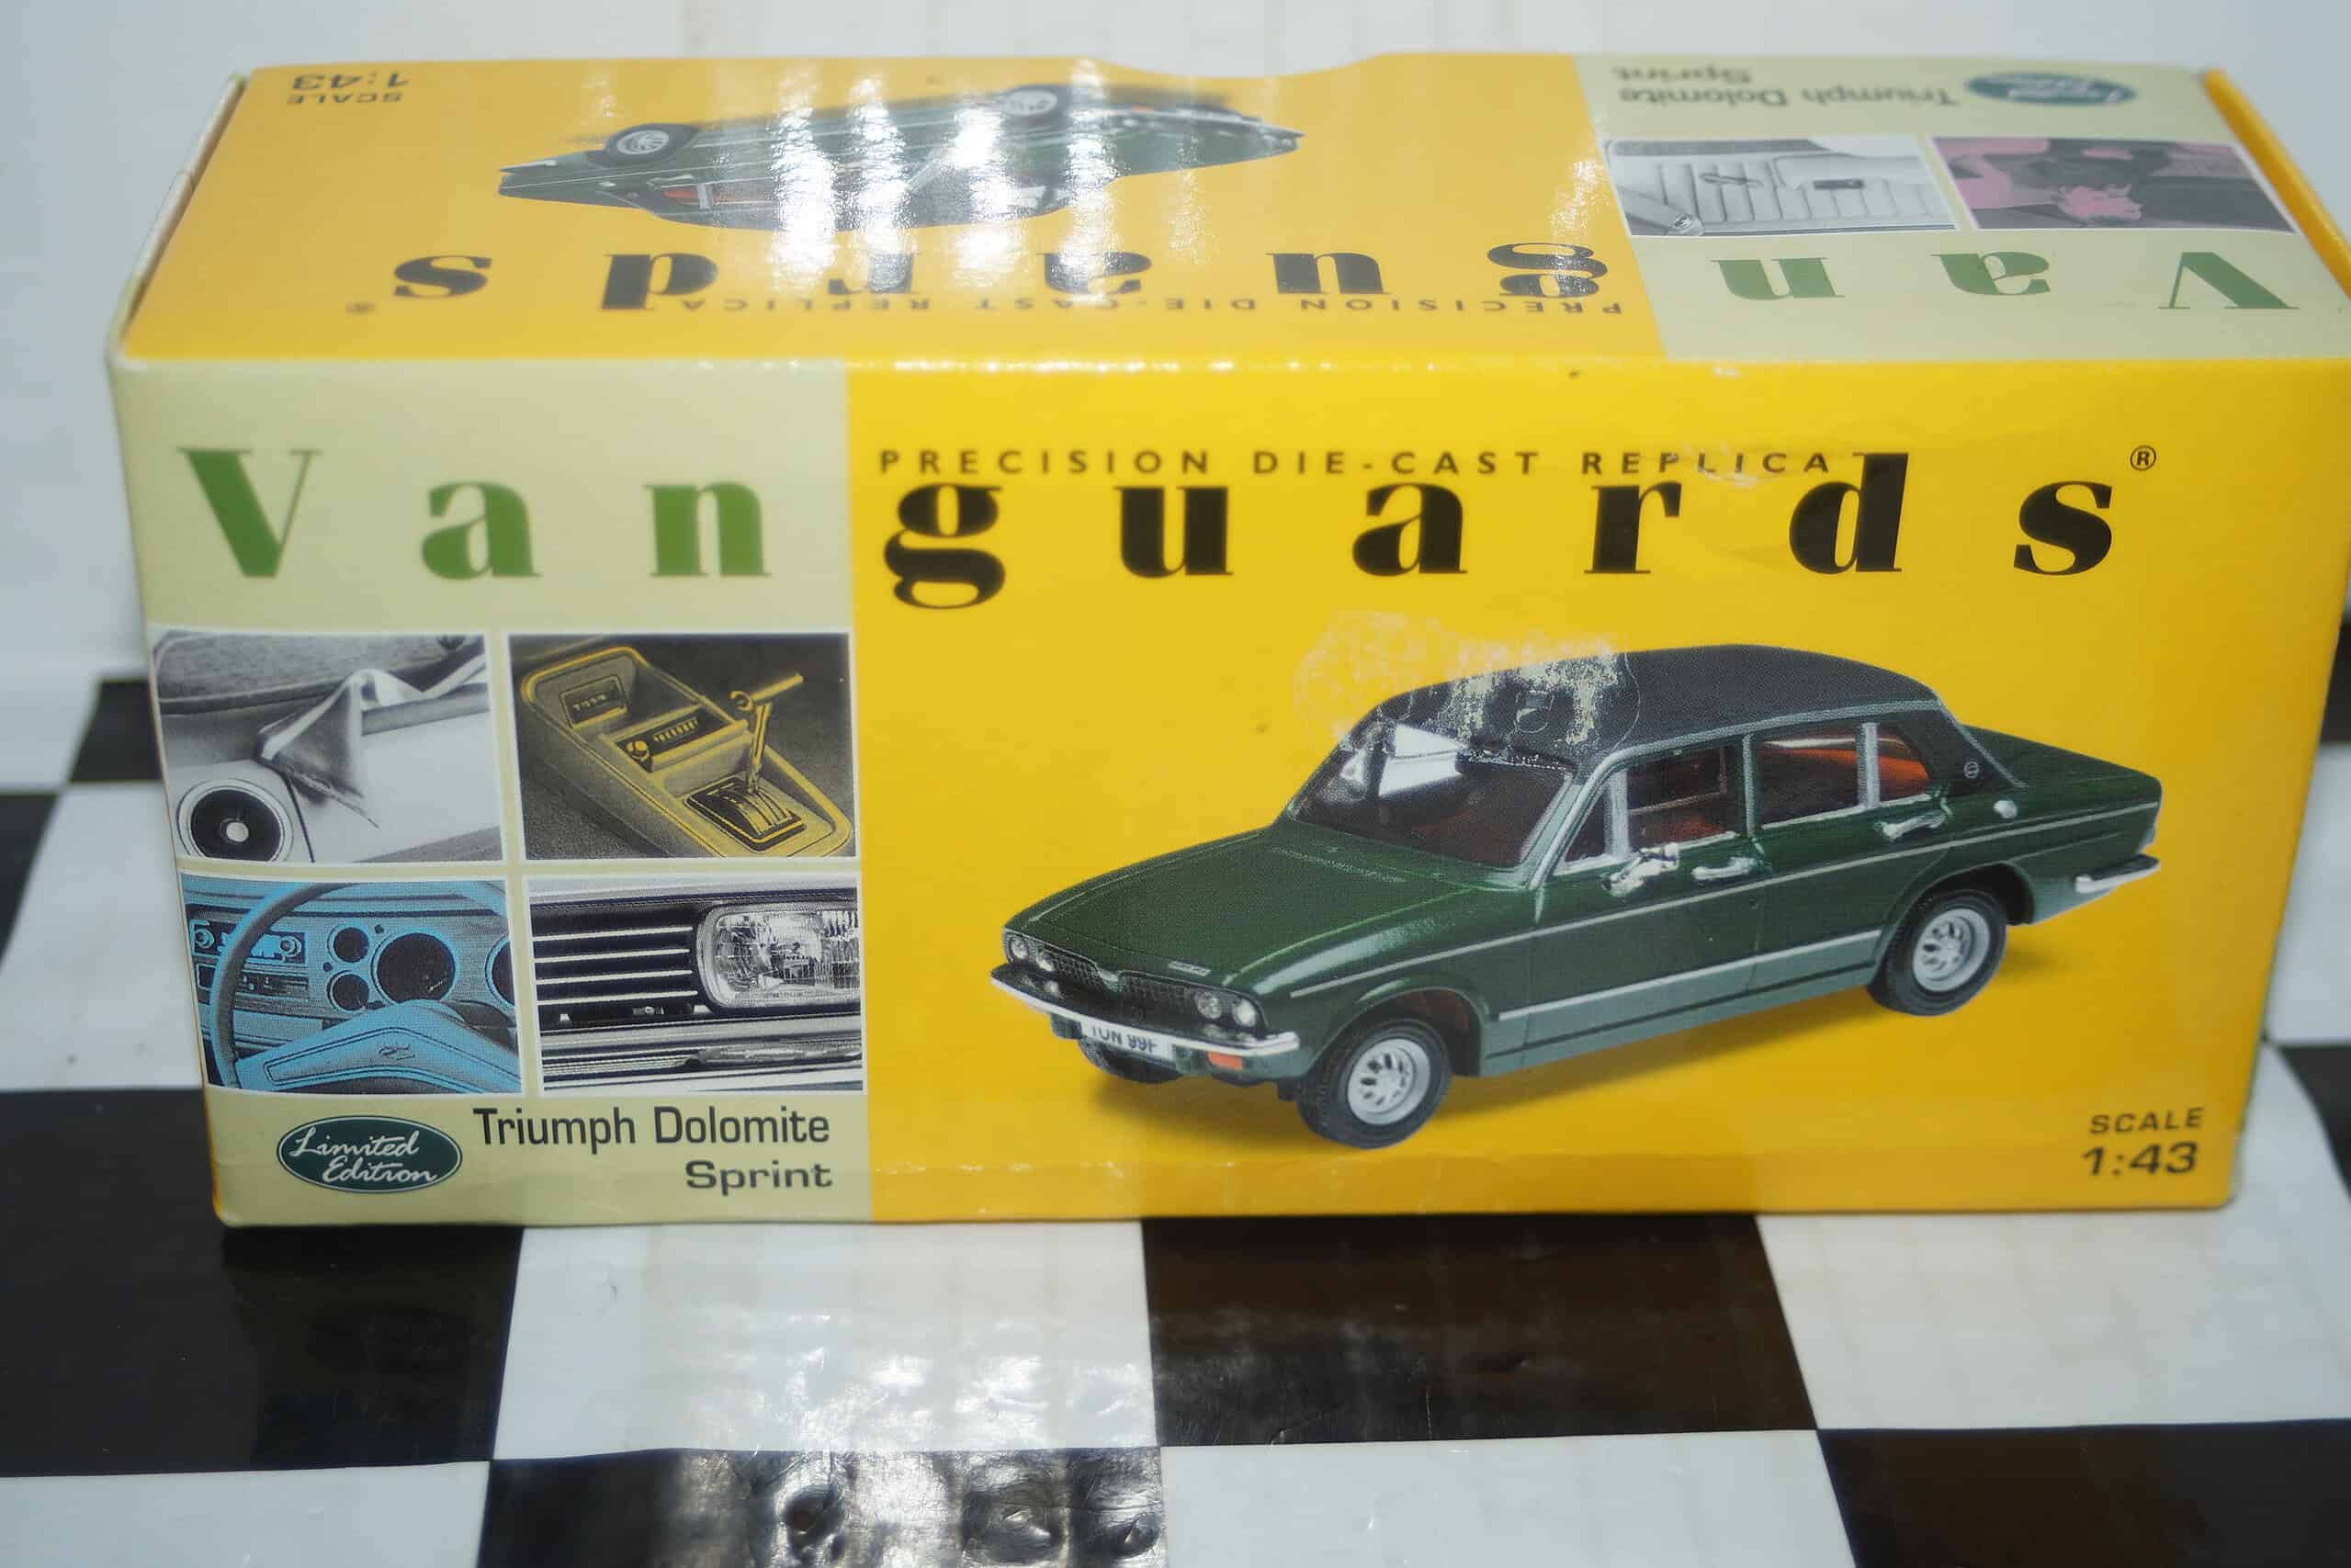 SCALE
1:43
Triumph Dolomite
Sprint
Vanguards®
PRECISION DIE-CAST REPLICA
PRECISION DIE-CAST REPLICA
Vanguards®
Limited
Edition
Triumph Dolomite
Sprint
SCALE
1:43